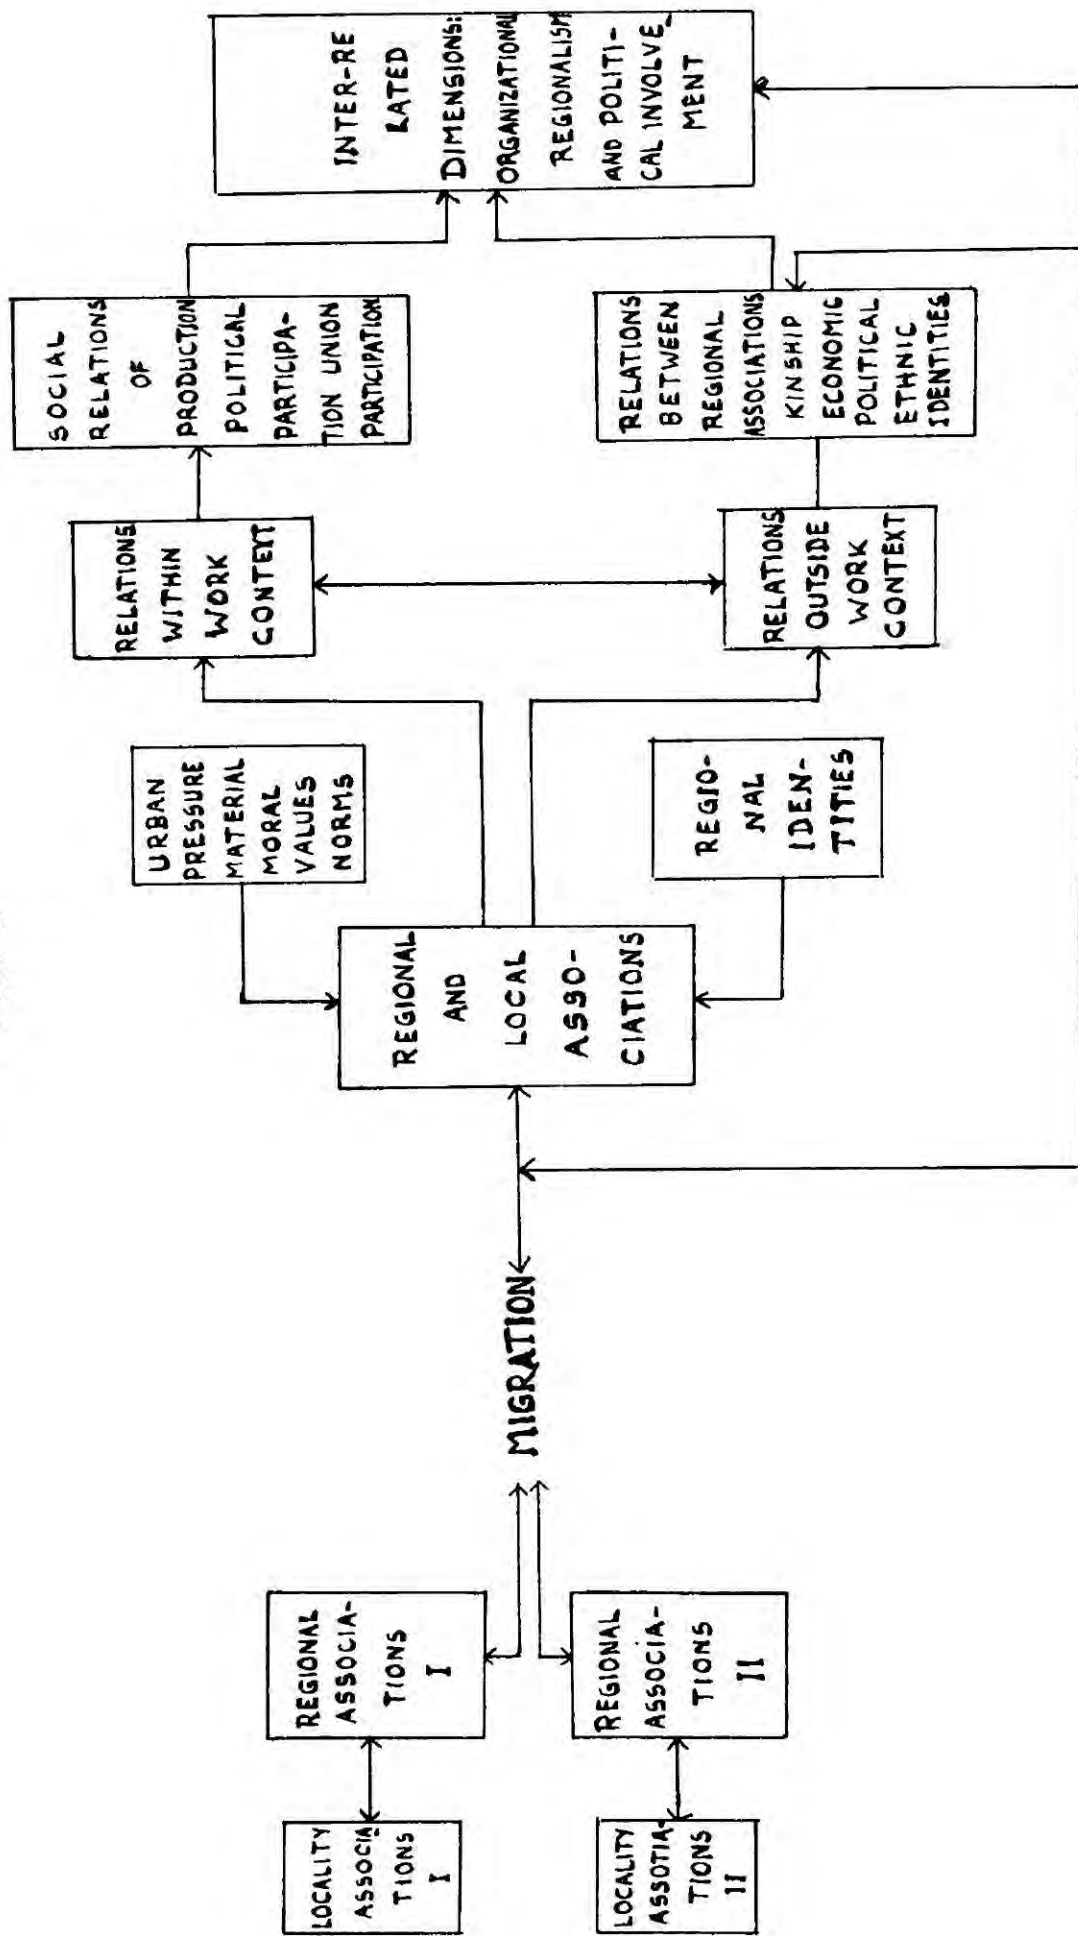 LOCALITY
ASSOCIA-
TIONS
I
LOCALITY
ASSOTIA-
TIONS
II
REGIONAL
ASSOCIA-
TIONS
I
REGIONAL
ASSOCIA-
TIONS
II
MIGRATION
REGIONAL
AND
LOCAL
ASSO-
CIATIONS
URBAN
PRESSURE
MATERIAL
MORAL
VALUES
NORMS
REGIO-
NAL
IDEN-
TITIES
RELATIONS
WITHIN
WORK
CONTEXT
RELATIONS
OUTSIDE
WORK
CONTEXT
SOCIAL
RELATIONS
OF
PRODUCTION
POLITICAL
PARTICIPA-
TION UNION
PARTICIPATION
RELATIONS
BETWEEN
REGIONAL
ASSOCIATIONS
KINSHIP
ECONOMIC
POLITICAL
ETHNIC
IDENTITIES
INTER-RE
LATED
DIMENSIONS:
ORGANIZATIONAL
REGIONALISM
AND POLITI-
CAL INVOLVE-
MENT